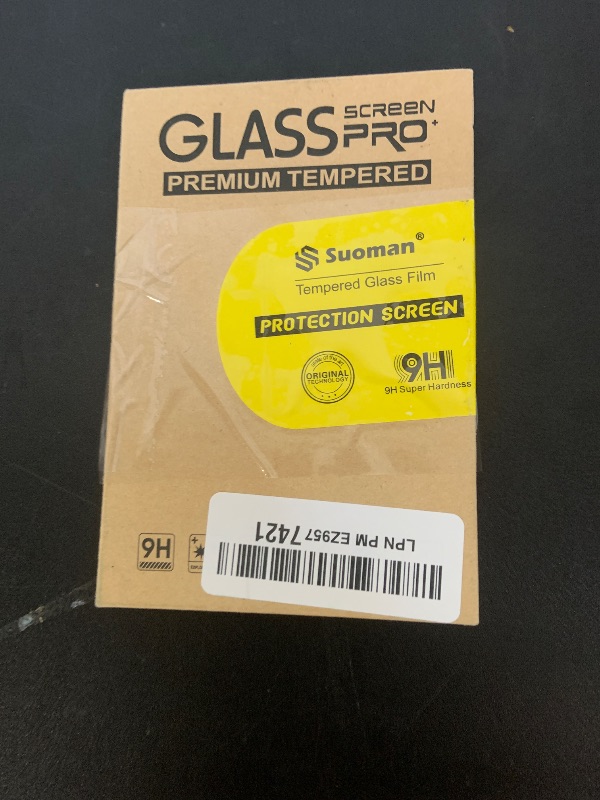 GLASS SCREEN PRO+
PREMIUM TEMPERED
Suoman®
Tempered Glass Film
PROTECTION SCREEN
ORIGINAL
TECHNOLOGY
9H
9H Super Hardness
9H
LPN PM EZ957 7421